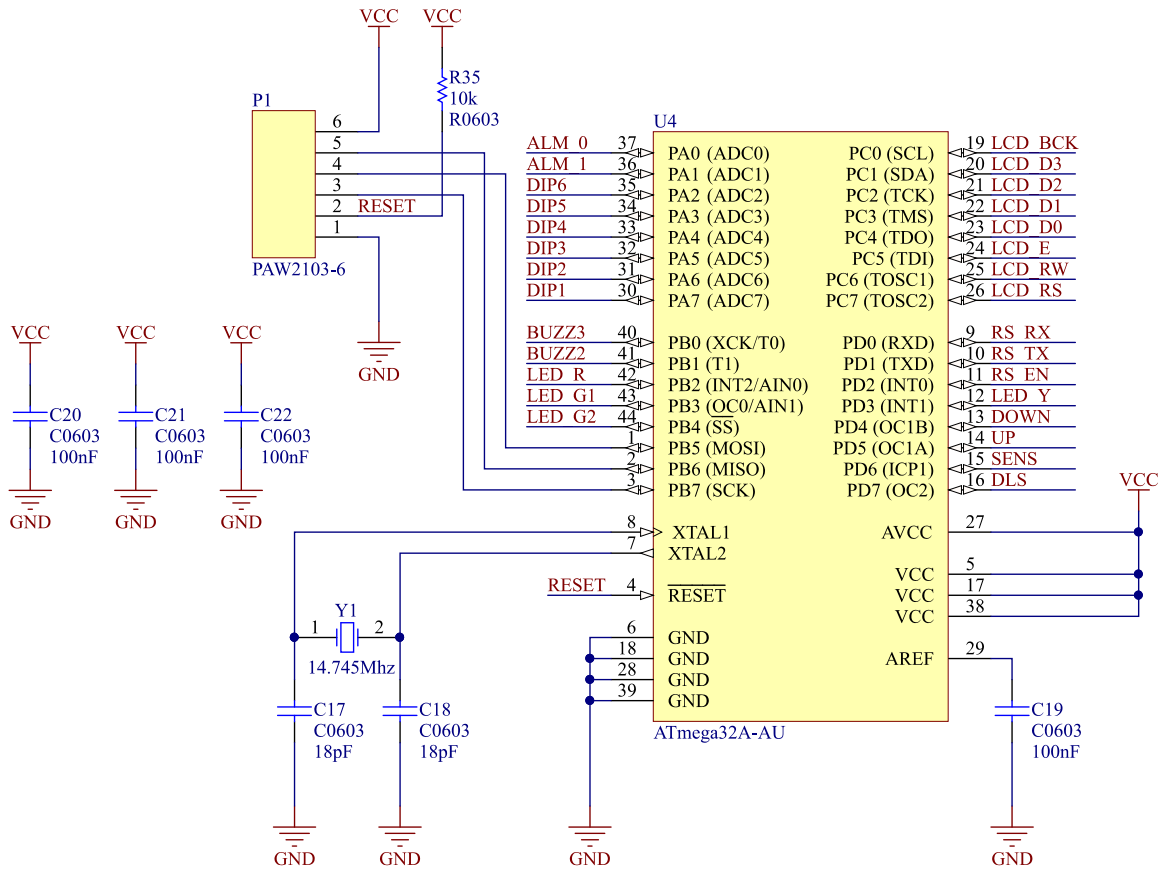 VCC
VCC
R35
10k
R0603
P1
6
5
4
3
2 RESET
1
PAW2103-6
GND
VCC
C20
C0603
100nF
GND
VCC
C21
C0603
100nF
GND
VCC
C22
C0603
100nF
GND
U4
ALM_0 37 PA0 (ADC0)
ALM_1 36 PA1 (ADC1)
DIP6 35 PA2 (ADC2)
DIP5 34 PA3 (ADC3)
DIP4 33 PA4 (ADC4)
DIP3 32 PA5 (ADC5)
DIP2 31 PA6 (ADC6)
DIP1 30 PA7 (ADC7)
BUZZ3 40 PB0 (XCK/T0)
BUZZ2 41 PB1 (T1)
LED_R 42 PB2 (INT2/AIN0)
LED_G1 43 PB3 (OC0/AIN1)
LED_G2 44 PB4 (SS)
1 PB5 (MOSI)
2 PB6 (MISO)
3 PB7 (SCK)
8 XTAL1
7 XTAL2
RESET 4 RESET
6 GND
18 GND
28 GND
39 GND
PC0 (SCL) 19 LCD_BCK
PC1 (SDA) 20 LCD_D3
PC2 (TCK) 21 LCD_D2
PC3 (TMS) 22 LCD_D1
PC4 (TDO) 23 LCD_D0
PC5 (TDI) 24 LCD_E
PC6 (TOSC1) 25 LCD_RW
PC7 (TOSC2) 26 LCD_RS
PD0 (RXD) 9 RS_RX
PD1 (TXD) 10 RS_TX
PD2 (INT0) 11 RS_EN
PD3 (INT1) 12 LED_Y
PD4 (OC1B) 13 DOWN
PD5 (OC1A) 14 UP
PD6 (ICP1) 15 SENS
PD7 (OC2) 16 DLS
VCC
AVCC 27
VCC 5
VCC 17
VCC 38
AREF 29
ATmega32A-AU
Y1
1 2
14.745Mhz
C17
C0603
18pF
GND
C18
C0603
18pF
GND
GND
C19
C0603
100nF
GND